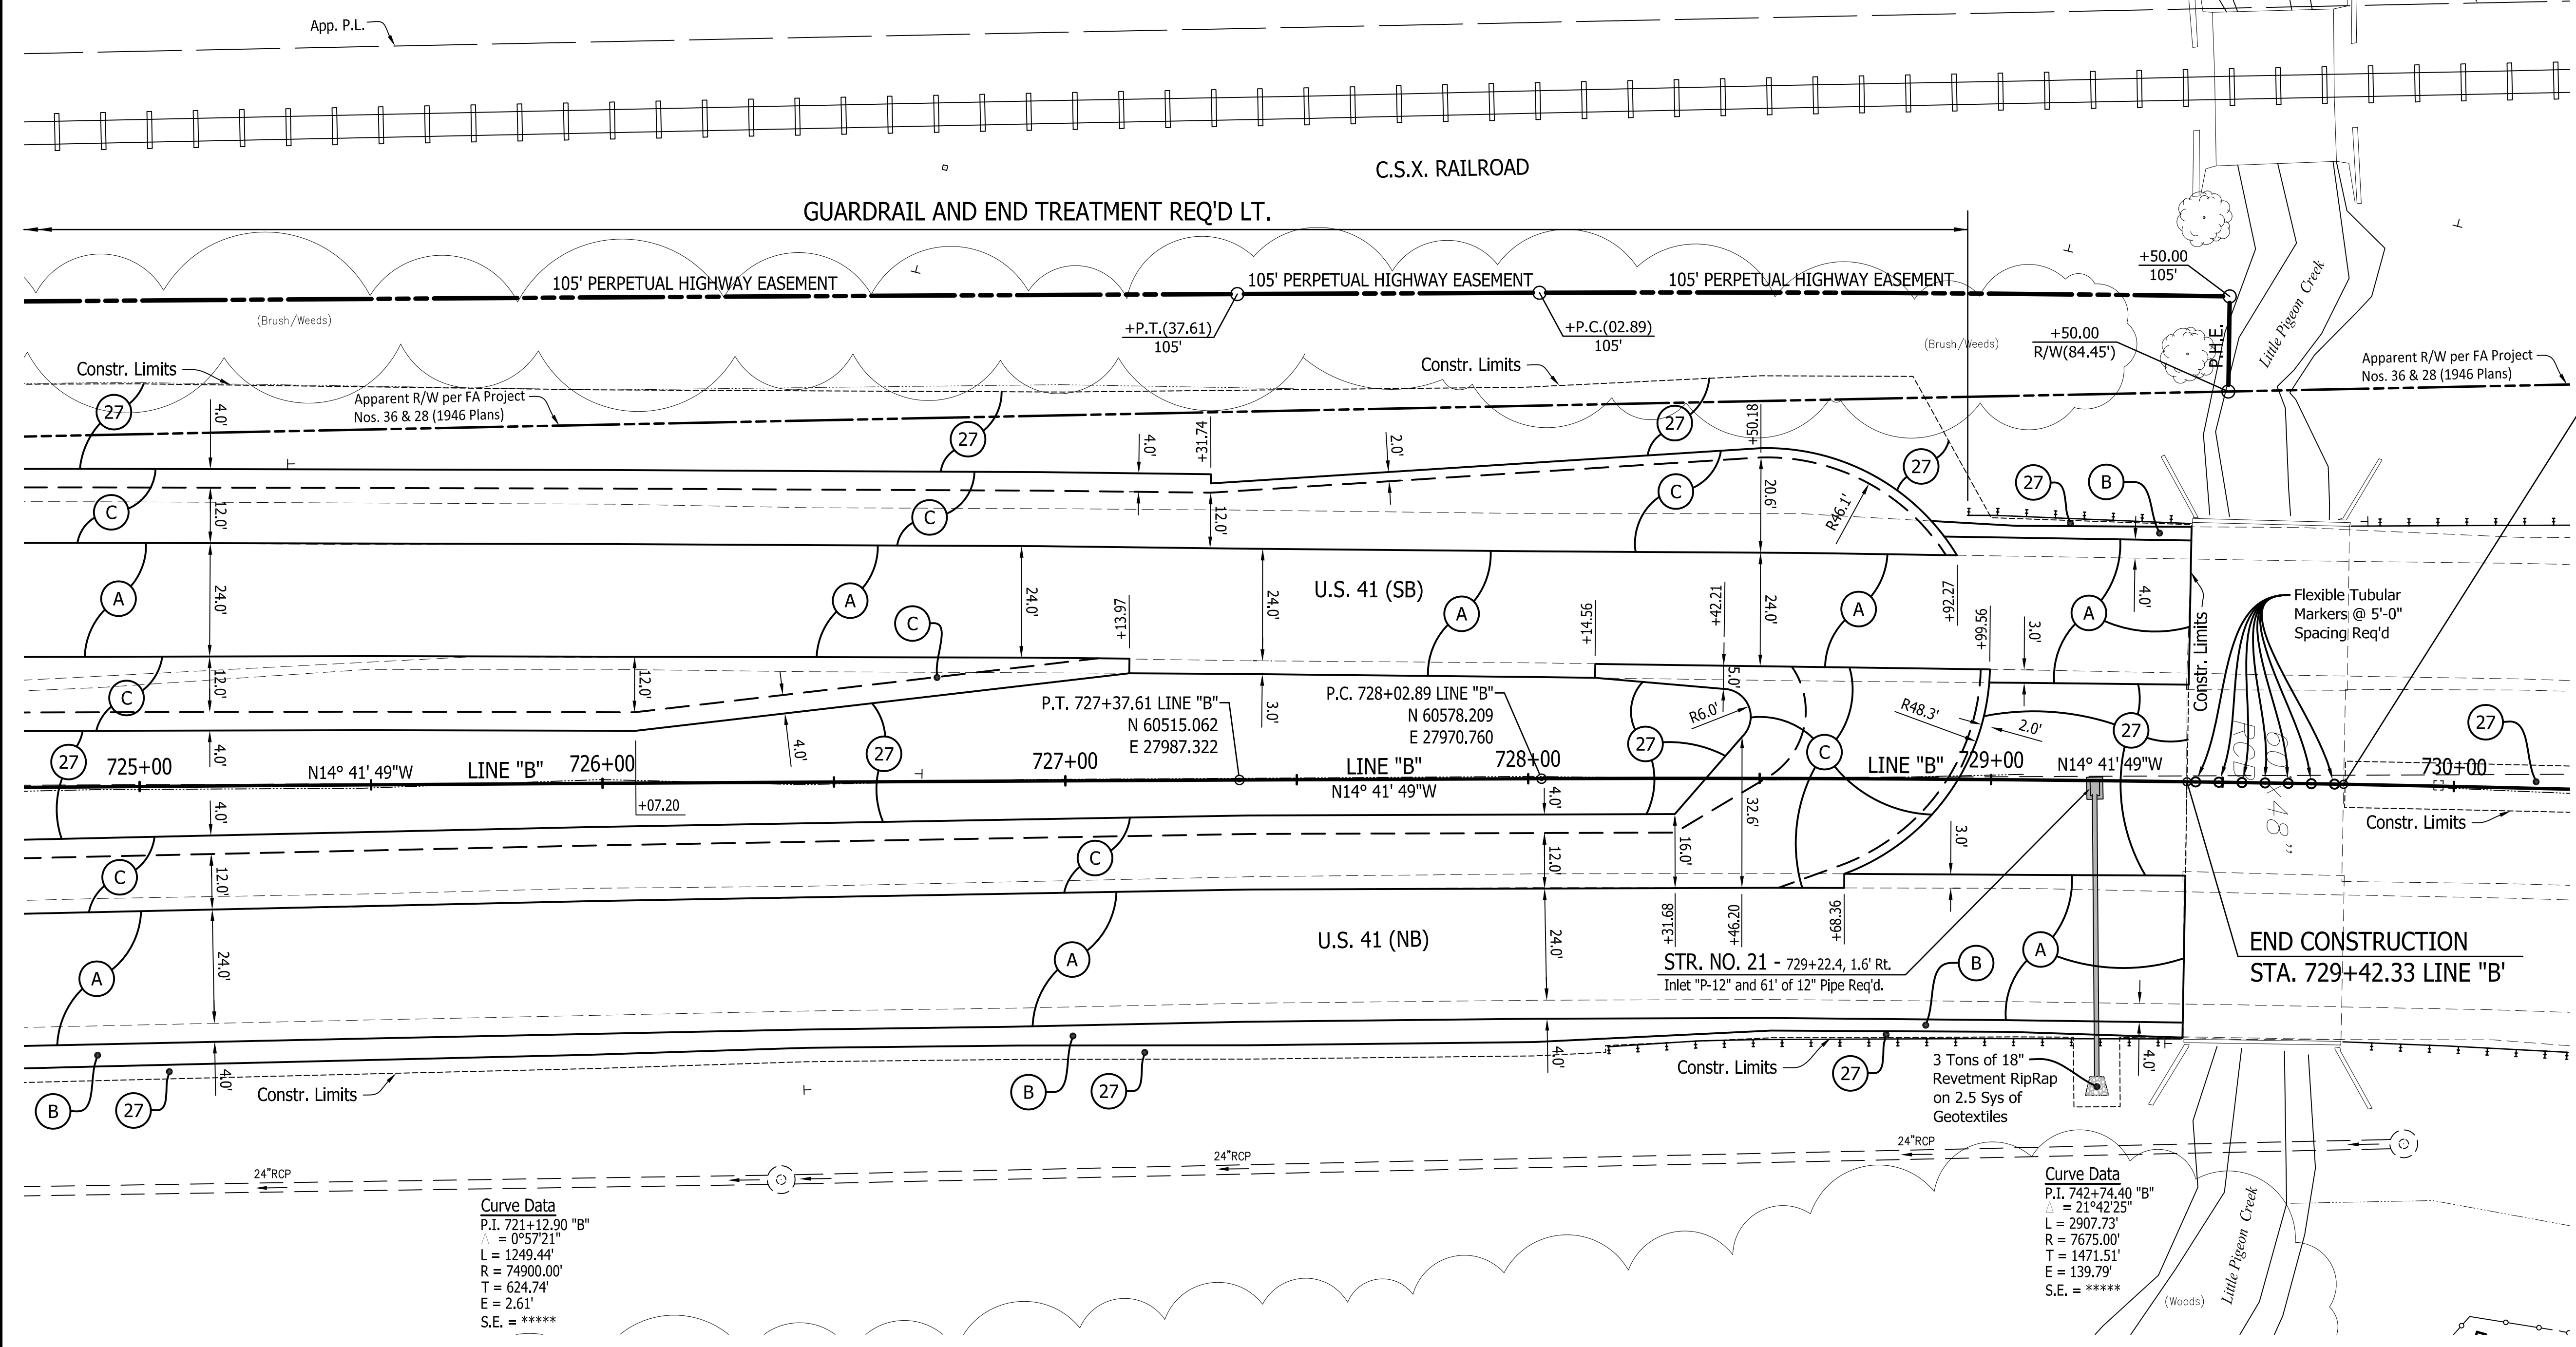 App. P.L.
C.S.X. RAILROAD
GUARDRAIL AND END TREATMENT REQ'D LT.
105' PERPETUAL HIGHWAY EASEMENT
105' PERPETUAL HIGHWAY EASEMENT
105' PERPETUAL HIGHWAY EASEMENT
+50.00
105'
Little Pigeon Creek
(Brush/Weeds)
+P.T.(37.61)
105'
+P.C.(02.89)
105'
(Brush/Weeds)
+50.00
R/W(84.45')
P.H.E.
Apparent R/W per FA Project
Nos. 36 & 28 (1946 Plans)
Constr. Limits
Constr. Limits
Apparent R/W per FA Project
Nos. 36 & 28 (1946 Plans)
27
4.0'
27
4.0'
+31.74
2.0'
27
+50.18
27
27
B
C
12.0'
C
12.0'
C
20.6'
R46.1'
A
24.0'
A
C
24.0'
+13.97
24.0'
U.S. 41 (SB)
A
+14.56
+42.21
24.0'
A
+92.27
+99.56
3.0'
A
4.0'
Constr. Limits
Flexible Tubular
Markers @ 5'-0"
Spacing Req'd
C
12.0'
12.0'
4.0'
3.0'
P.T. 727+37.61 LINE "B"
N 60515.062
E 27987.322
P.C. 728+02.89 LINE "B"
N 60578.209
E 27970.760
5.0'
R6.0'
R48.3'
2.0'
27
27
4.0'
27
27
C
27
725+00
N14° 41' 49"W
LINE "B"
726+00
727+00
LINE "B"
N14° 41' 49"W
728+00
LINE "B"
729+00
N14° 41' 49"W
730+00
60"x48"
RCB
Constr. Limits
+07.20
4.0'
4.0'
32.6'
C
12.0'
C
12.0'
16.0'
3.0'
A
24.0'
A
U.S. 41 (NB)
24.0'
+31.68
+46.20
+68.36
STR. NO. 21 - 729+22.4, 1.6' Rt.
Inlet "P-12" and 61' of 12" Pipe Req'd.
B
A
END CONSTRUCTION
STA. 729+42.33 LINE "B'
B
27
4.0'
Constr. Limits
B
27
4.0'
Constr. Limits
27
4.0'
3 Tons of 18"
Revetment RipRap
on 2.5 Sys of
Geotextiles
24"RCP
24"RCP
24"RCP
Curve Data
P.I. 721+12.90 "B"
△ = 0°57'21"
L = 1249.44'
R = 74900.00'
T = 624.74'
E = 2.61'
S.E. = *****
Curve Data
P.I. 742+74.40 "B"
△ = 21°42'25"
L = 2907.73'
R = 7675.00'
T = 1471.51'
E = 139.79'
S.E. = *****
(Woods)
Little Pigeon Creek